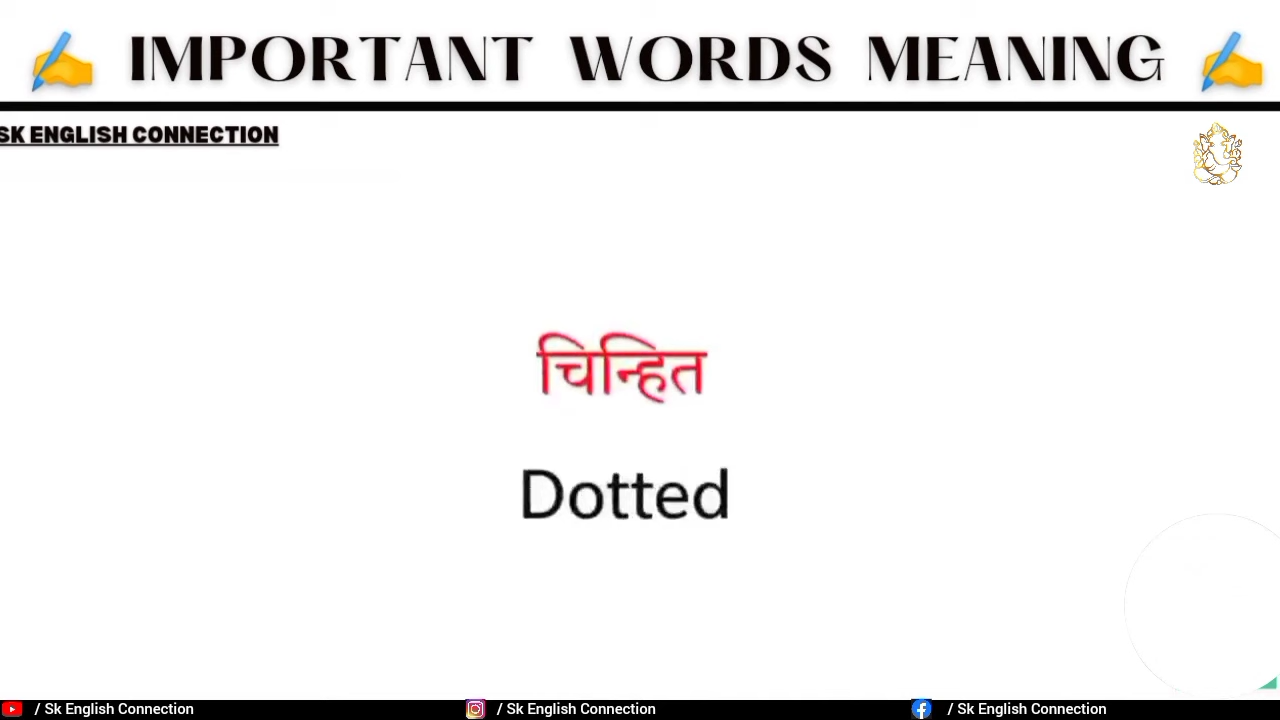 ✍️ IMPORTANT WORDS MEANING ✍️
SK ENGLISH CONNECTION
चिन्हित
Dotted
/ Sk English Connection
/ Sk English Connection
/ Sk English Connection